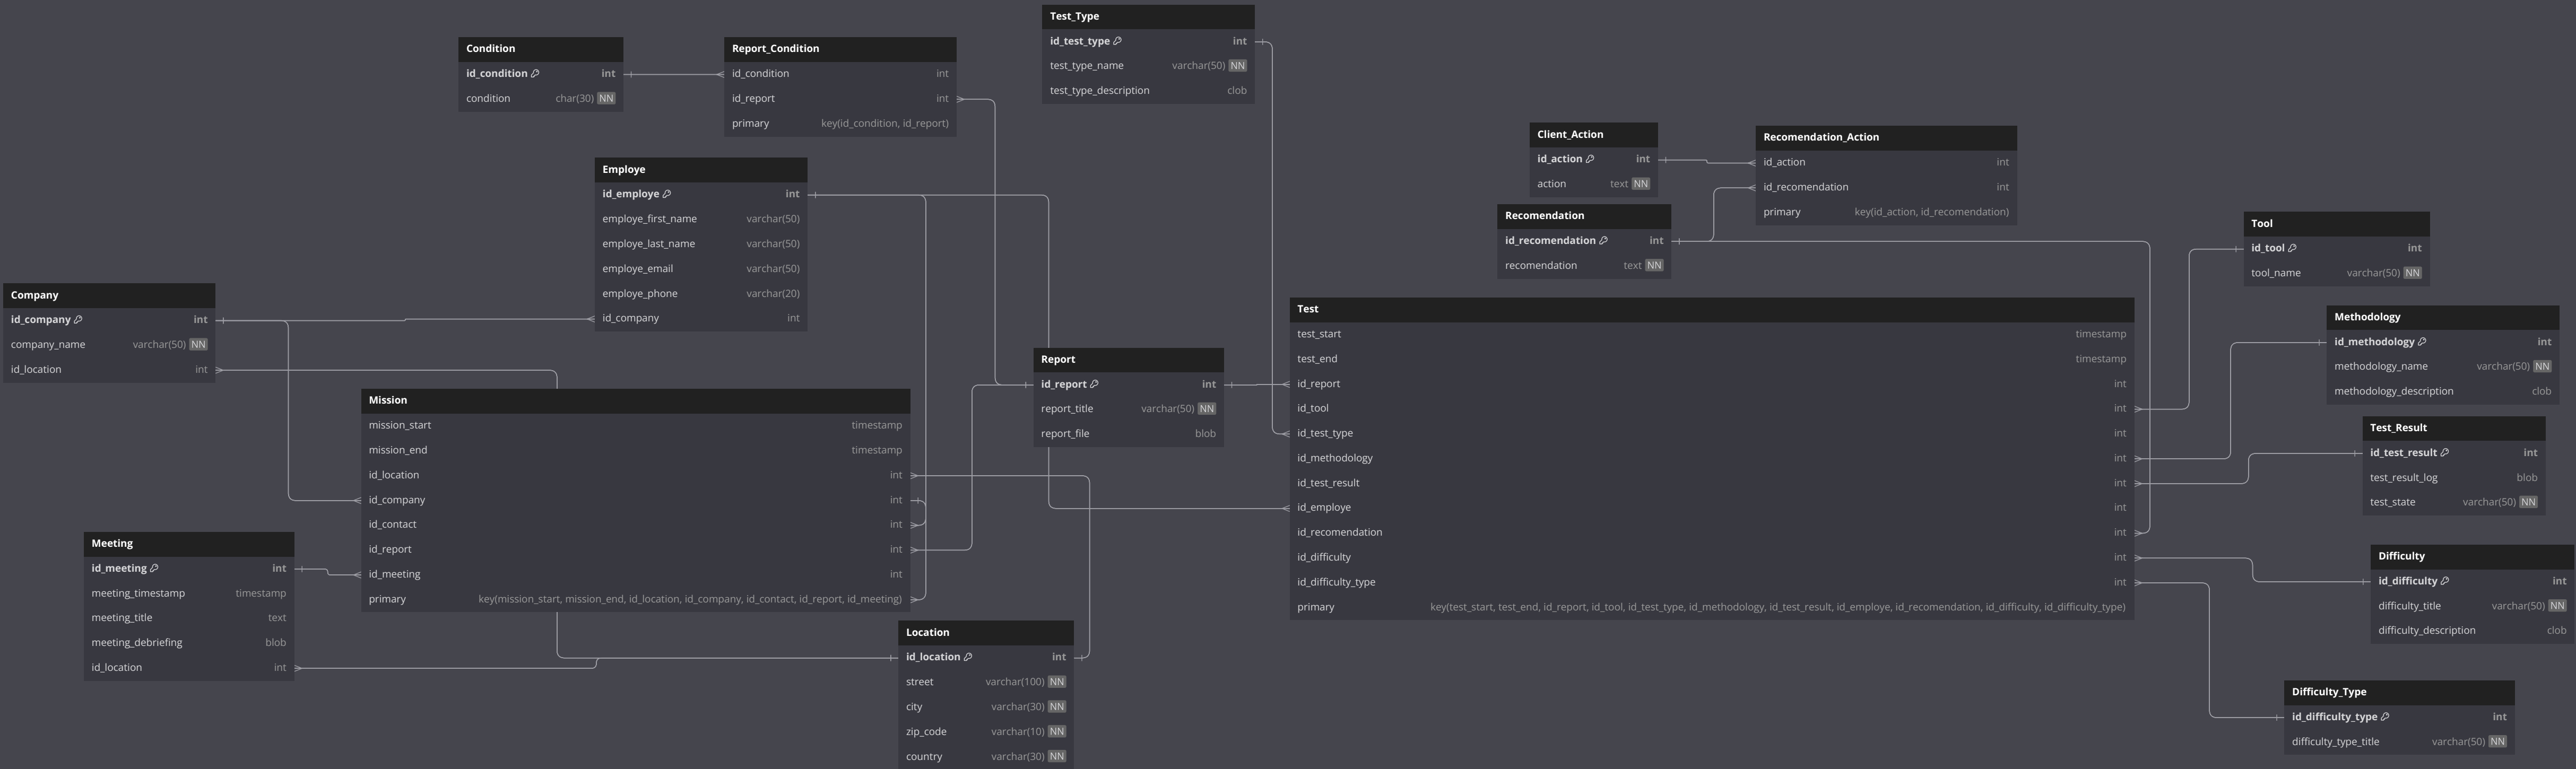 Test_Type
id_test_type int
test_type_name varchar(50) NN
test_type_description clob
Condition
id_condition int
condition char(30) NN
Report_Condition
id_condition int
id_report int
primary key(id_condition, id_report)
Client_Action
id_action int
action text NN
Recomendation_Action
id_action int
id_recomendation int
primary key(id_action, id_recomendation)
Employe
id_employe int
employe_first_name varchar(50)
employe_last_name varchar(50)
employe_email varchar(50)
employe_phone varchar(20)
id_company int
Recomendation
id_recomendation int
recomendation text NN
Tool
id_tool int
tool_name varchar(50) NN
Company
id_company int
company_name varchar(50) NN
id_location int
Test
test_start timestamp
test_end timestamp
id_report int
id_tool int
id_test_type int
id_methodology int
id_test_result int
id_employe int
id_recomendation int
id_difficulty int
id_difficulty_type int
primary key(test_start, test_end, id_report, id_tool, id_test_type, id_methodology, id_test_result, id_employe, id_recomendation, id_difficulty, id_difficulty_type)
Methodology
id_methodology int
methodology_name varchar(50) NN
methodology_description clob
Report
id_report int
report_title varchar(50) NN
report_file blob
Mission
mission_start timestamp
mission_end timestamp
id_location int
id_company int
id_contact int
id_report int
id_meeting int
primary key(mission_start, mission_end, id_location, id_company, id_contact, id_report, id_meeting)
Test_Result
id_test_result int
test_result_log blob
test_state varchar(50) NN
Meeting
id_meeting int
meeting_timestamp timestamp
meeting_title text
meeting_debriefing blob
id_location int
Difficulty
id_difficulty int
difficulty_title varchar(50) NN
difficulty_description clob
Location
id_location int
street varchar(100) NN
city varchar(30) NN
zip_code varchar(10) NN
country varchar(30) NN
Difficulty_Type
id_difficulty_type int
difficulty_type_title varchar(50) NN